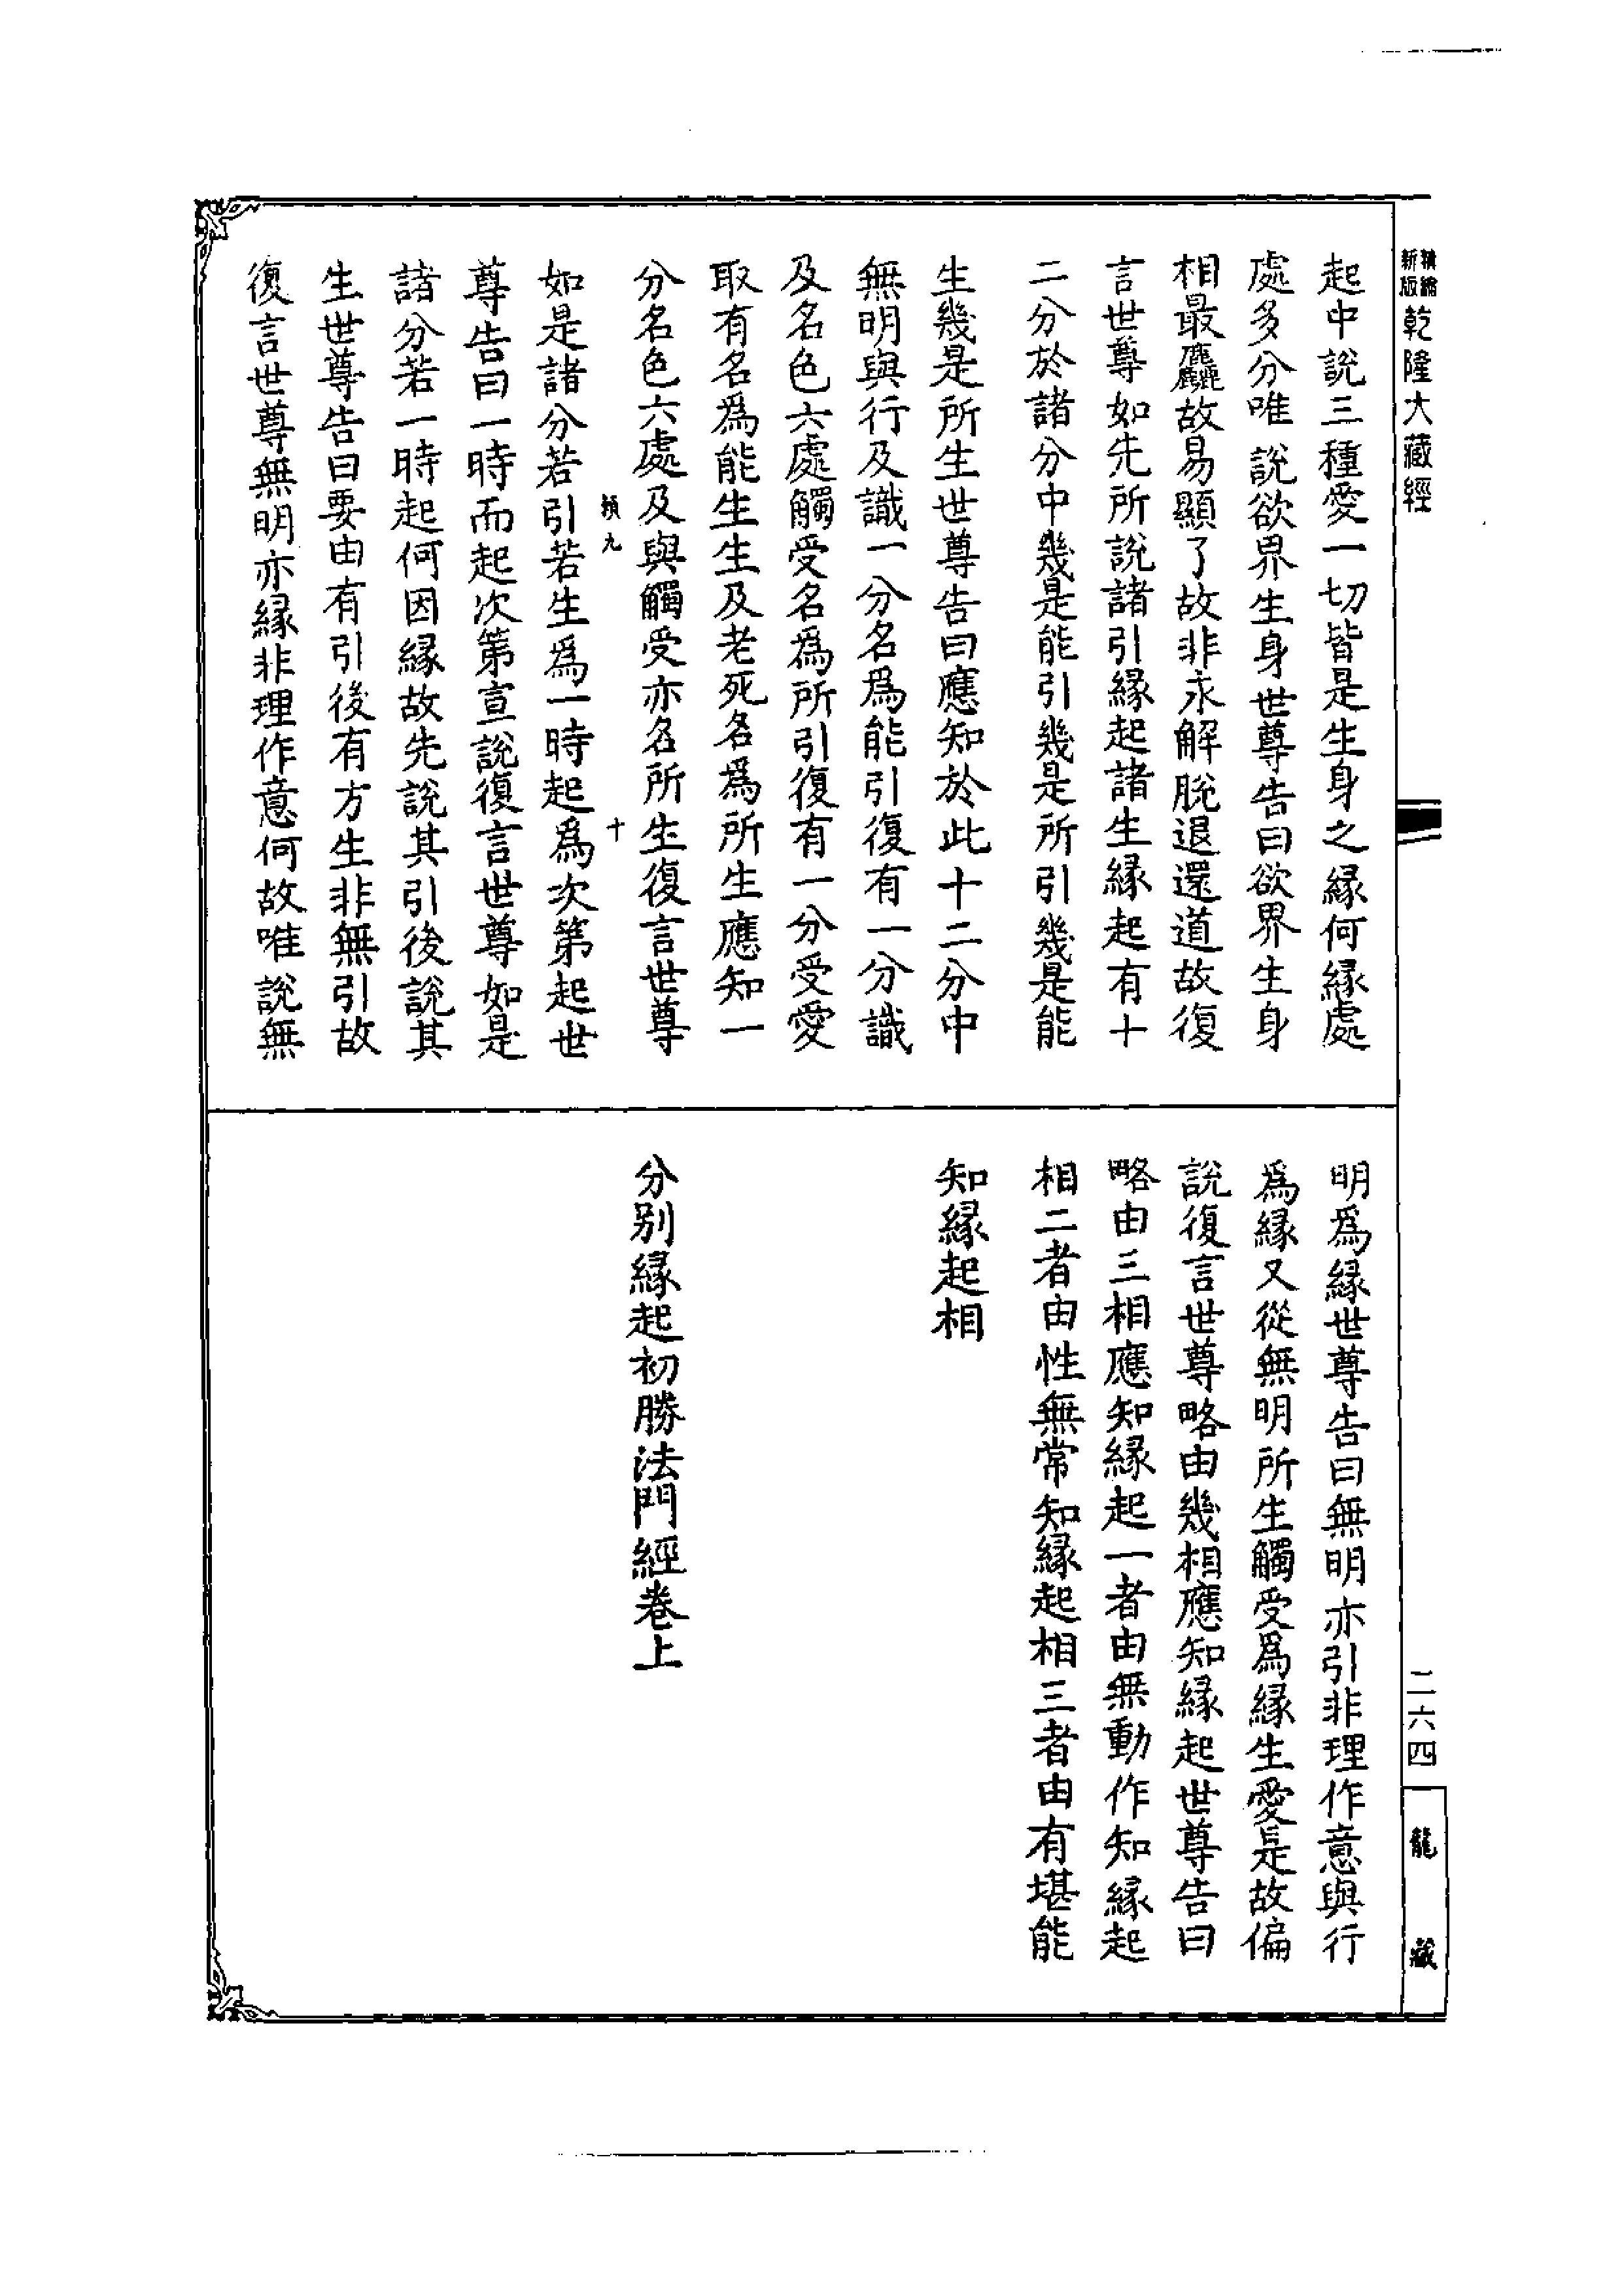 精繪
新版
乾隆大藏經
起中說三種愛一切皆是生身之緣何緣處
處多分唯說欲界生身世尊告曰欲界生身
相最麤故易顯了故非永解脫退還道故復
言世尊如先所說諸引緣起諸生緣起有十
二分於諸分中幾是能引幾是所引幾是能
生幾是所生世尊告曰應知於此十二分中
無明與行及識一分名爲能引復有一分識
及名色六處觸受名爲所引復有一分受愛
取有名爲能生生及老死名爲所生應知一
分名色六處及與觸受亦名所生復言世尊
九
十
如是諸分若引若生爲一時起爲次第起世
尊告曰一時而起次第宣說復言世尊如是
諸分若一時起何因緣故先說其引後說其
生世尊告曰要由有引後有方生非無引故
復言世尊無明亦緣非理作意何故唯說無
明爲緣世尊告曰無明亦引非理作意與行
爲緣又從無明所生觸受爲緣生愛是故偏
說復言世尊略由幾相應知緣起世尊告曰
略由三相應知緣起一者由無動作知緣起
相二者由性無常知緣起相三者由有堪能
知緣起相
分别緣起初勝法門經卷上
二六四
龍藏